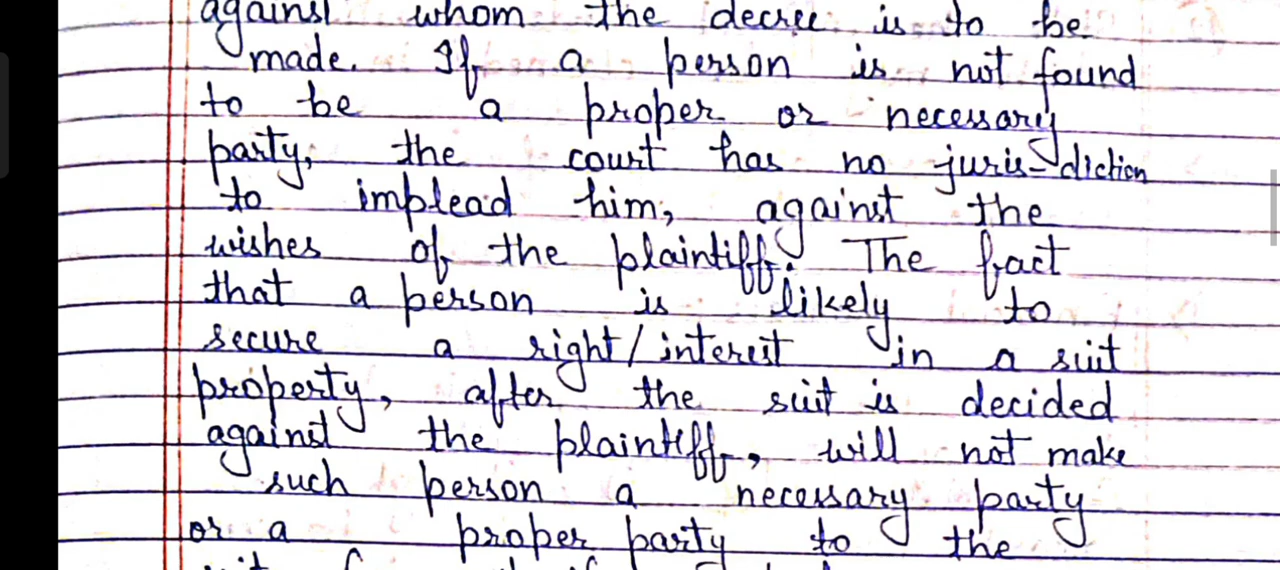 against whom the decree is to be
made. If a person is not found
to be a proper or necessary
party, the court has no juris-diction
to implead him, against the
wishes of the plaintiff. The fact
that a person is likely to
secure a right/interest in a suit
property, after the suit is decided
against the plaintiff, will not make
such person a necessary party
or a proper party to the